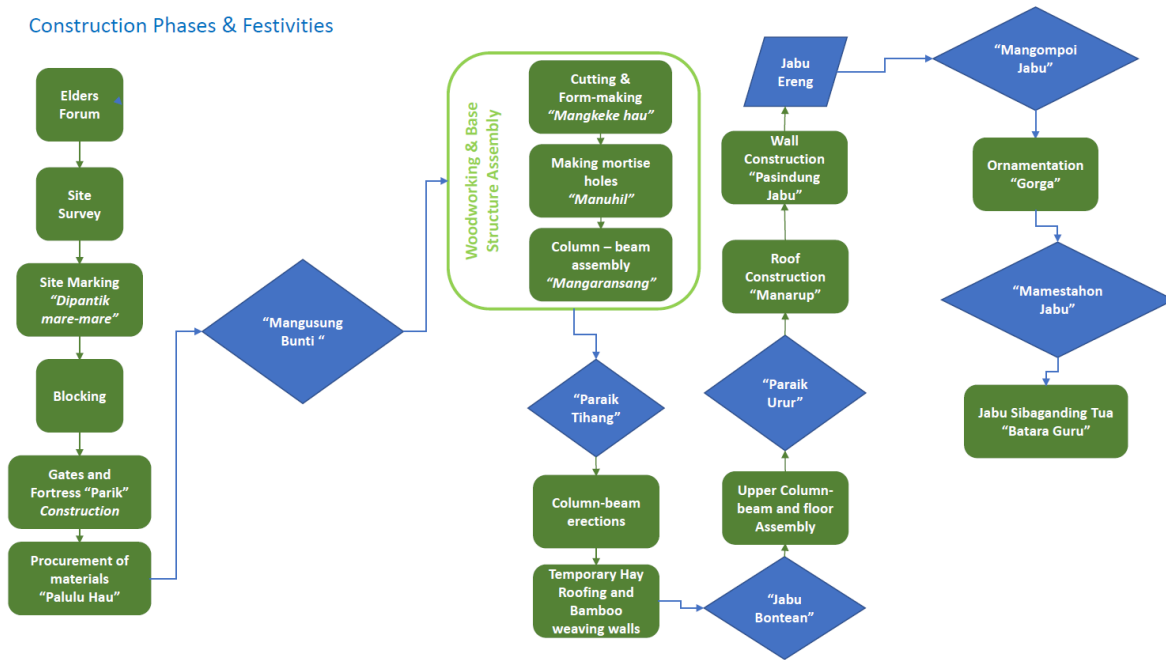 Construction Phases & Festivities
Elders
Forum
Site
Survey
Site Marking
“Dipantik
mare-mare”
Blocking
Gates and
Fortress “Parik”
Construction
Procurement of
materials
“Palulu Hau”
“Mangusung
Bunti “
Woodworking & Base
Structure Assembly
Cutting &
Form-making
“Mangkeke hau”
Making mortise
holes
“Manuhil”
Column – beam
assembly
“Mangaransang”
“Paraik
Tihang”
Column-beam
erections
Temporary Hay
Roofing and
Bamboo
weaving walls
“Jabu
Bontean”
Upper Column-
beam and floor
Assembly
“Paraik
Urur”
Roof
Construction
“Manarup”
Wall
Construction
“Pasindung
Jabu”
Jabu
Ereng
“Mangompoi
Jabu”
Ornamentation
“Gorga”
“Mamestahon
Jabu”
Jabu Sibaganding Tua
“Batara Guru”